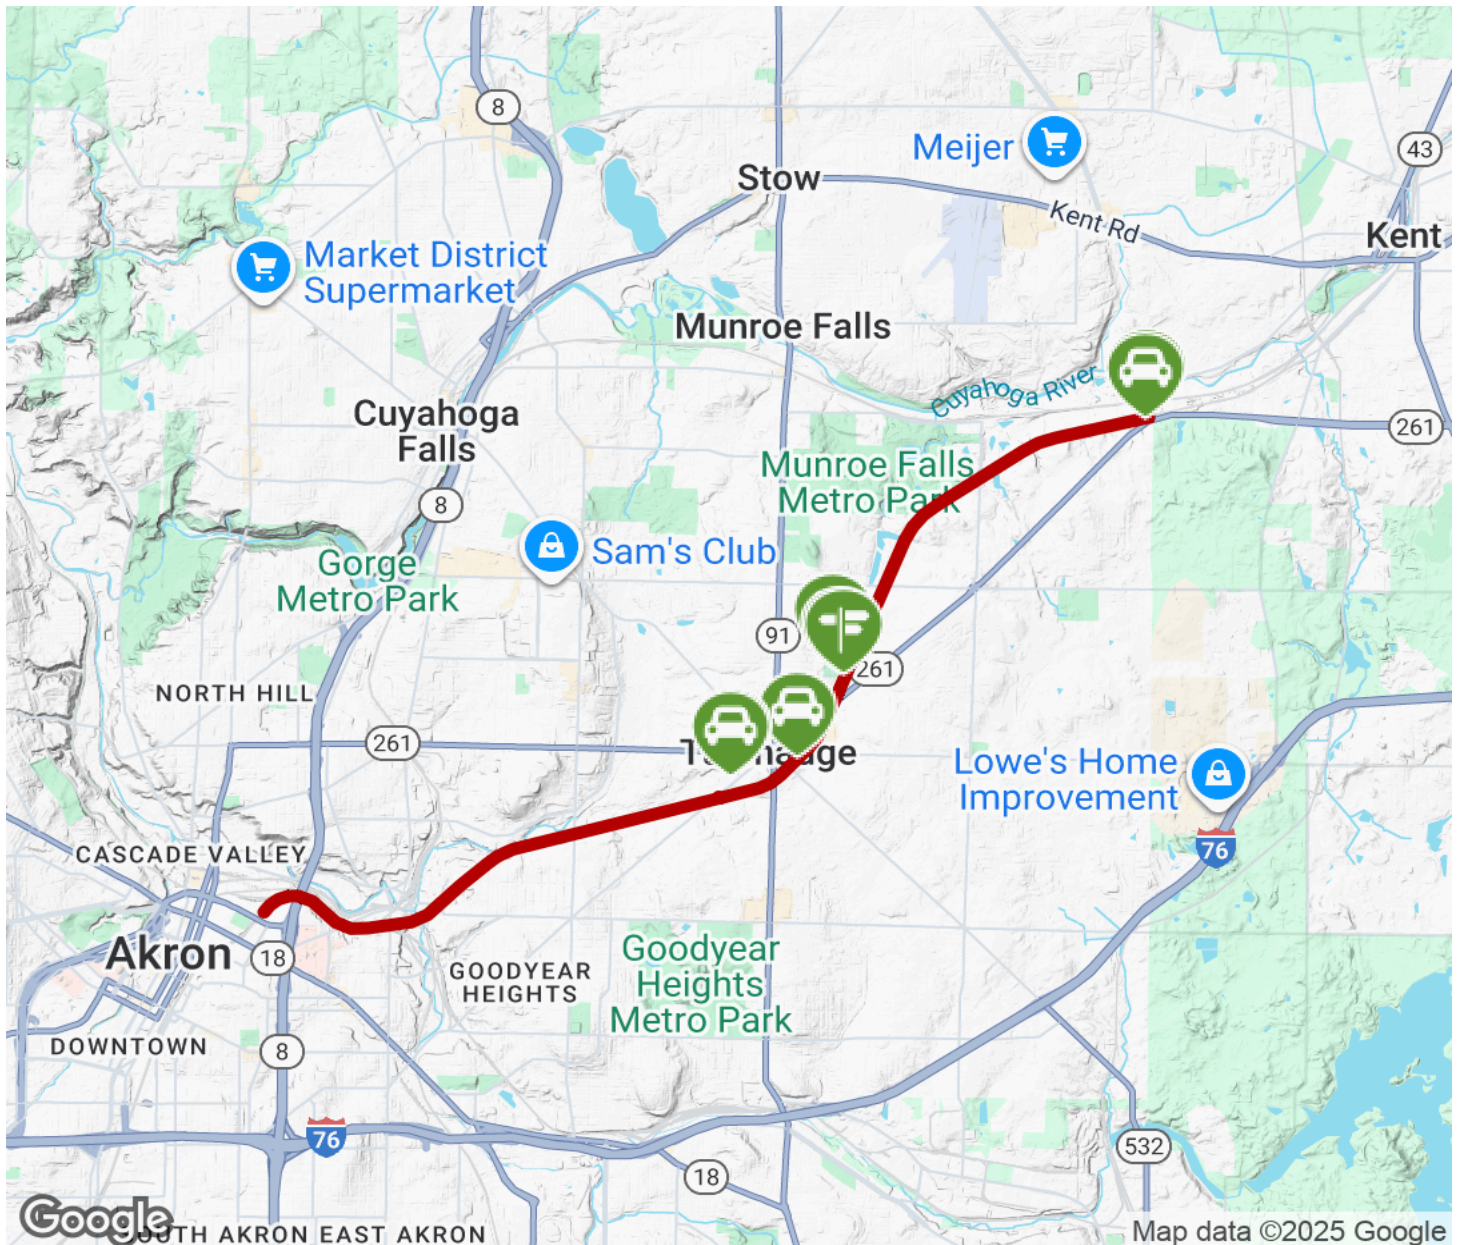 8
Stow
Meijer
43
Kent Rd
Kent
Market District
Supermarket
Munroe Falls
Cuyahoga River
Cuyahoga
Falls
261
Munroe Falls
Metro Park
8
Sam's Club
Gorge
Metro Park
91
261
NORTH HILL
261
Lowe's Home
Improvement
76
CASCADE VALLEY
Akron
18
GOODYEAR
HEIGHTS
Goodyear
Heights
Metro Park
DOWNTOWN
8
76
532
18
Google
EAST AKRON
Map data ©2025 Google